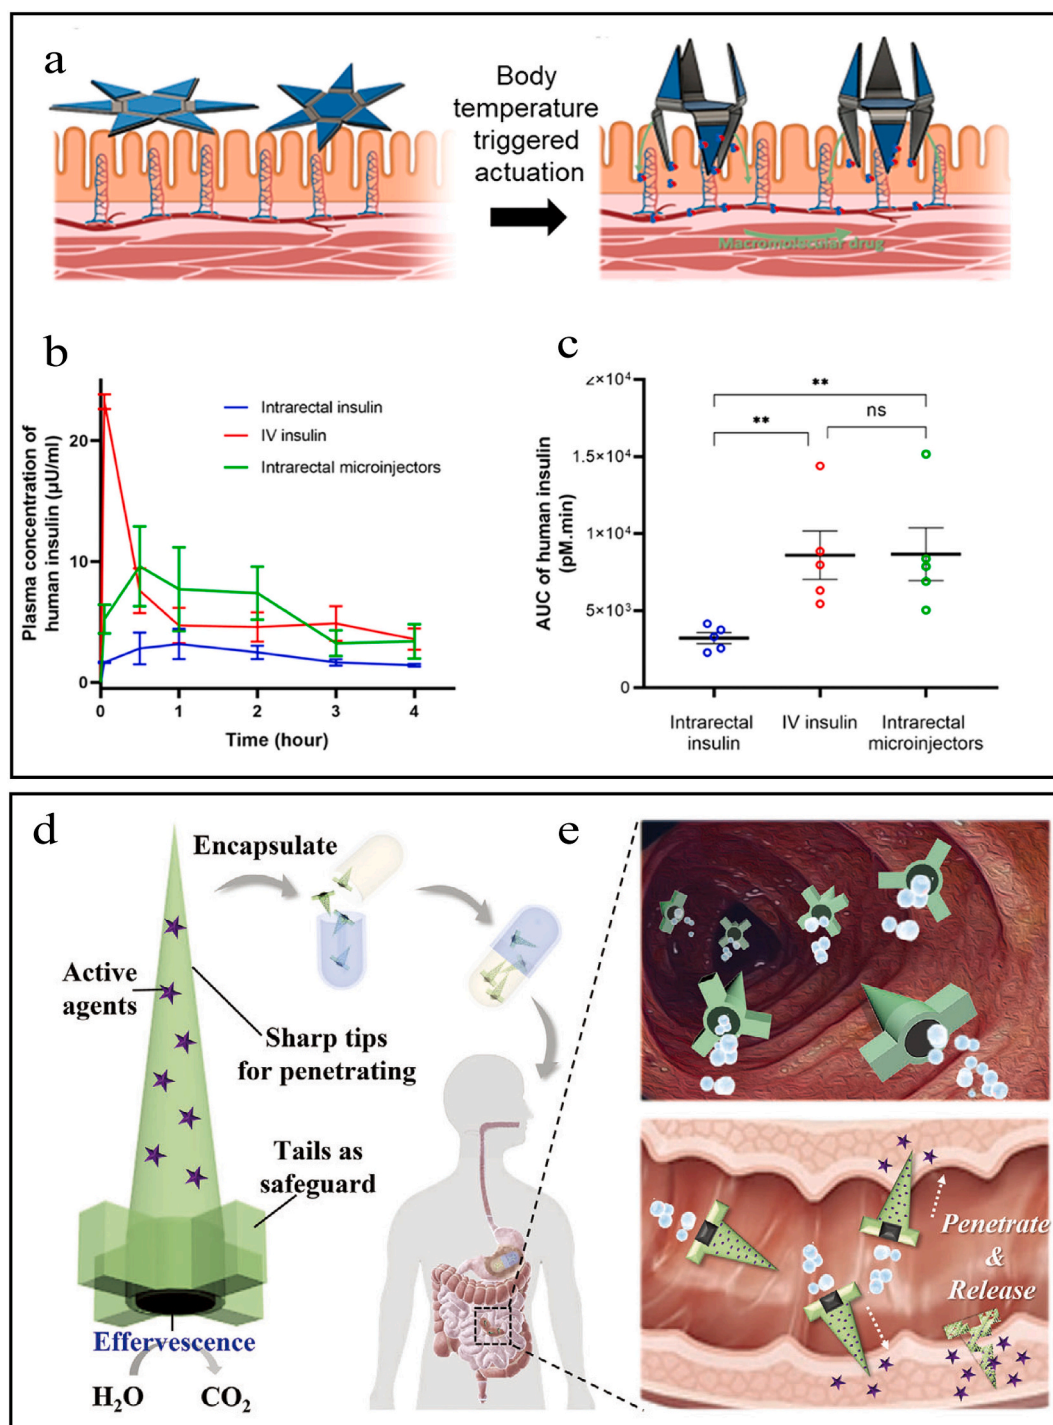 a
Body
temperature
triggered
actuation
Macromolecular drug
b
Plasma concentration of
human insulin (μU/ml)
20
10
0
Intrarectal insulin
IV insulin
Intrarectal microinjectors
0 1 2 3 4
Time (hour)
c
AUC of human insulin
(pM.min)
2×10⁴
1.5×10⁴
1×10⁴
5×10³
0
**
**
ns
Intrarectal
insulin
IV insulin
Intrarectal
microinjectors
d
Encapsulate
Active
agents
Sharp tips
for penetrating
Tails as
safeguard
Effervescence
H₂O
CO₂
e
Penetrate
&
Release